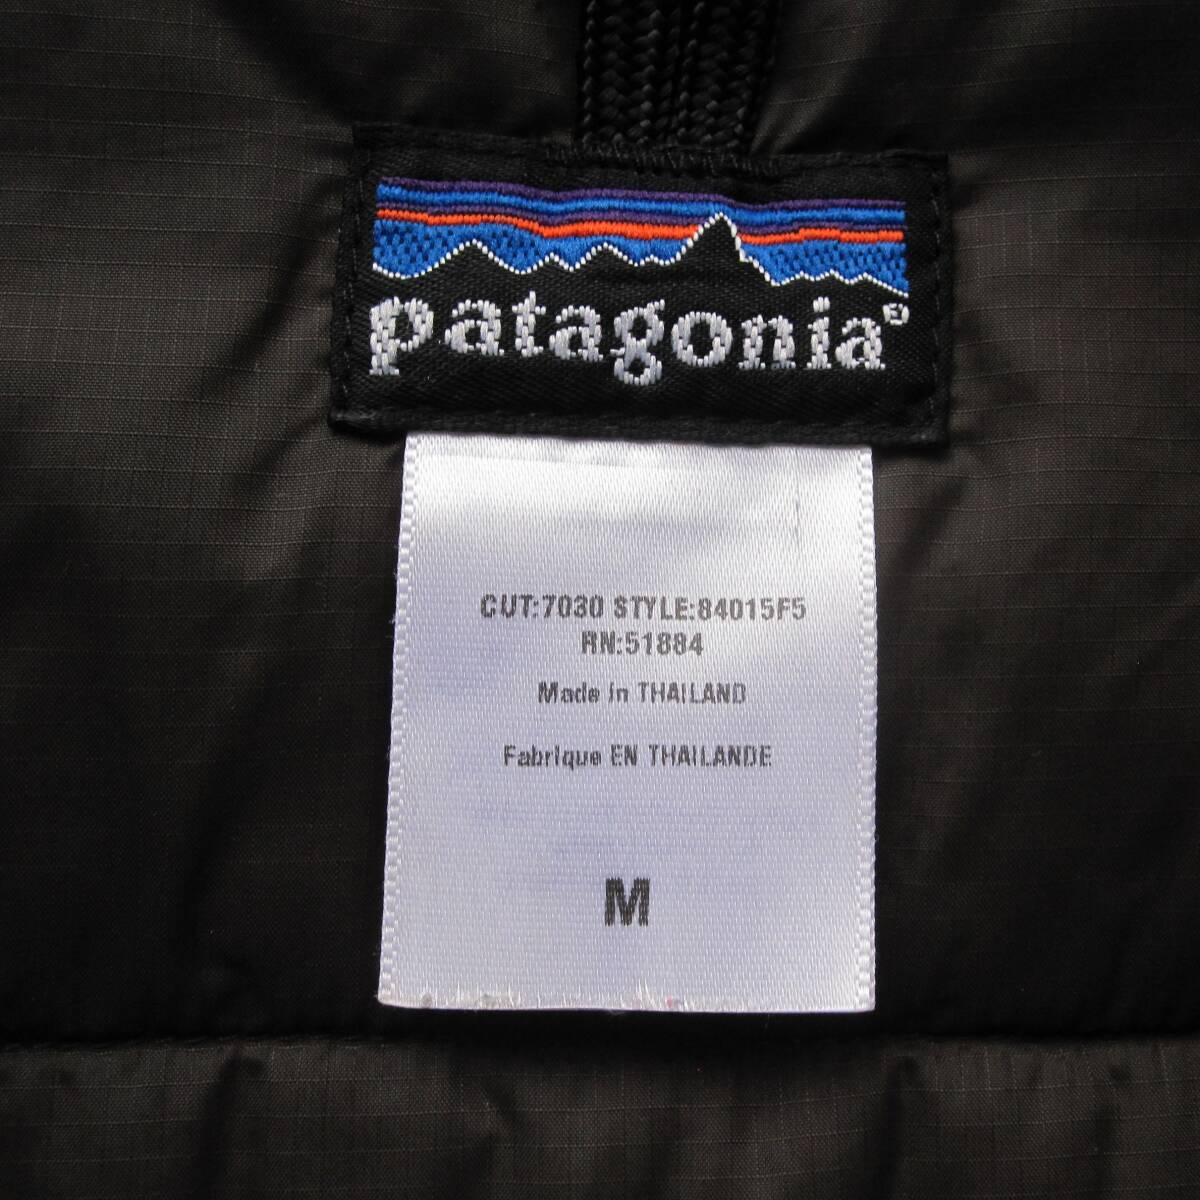 patagonia®
CUT:7030 STYLE:84015F5
RN:51884
Made in THAILAND
Fabrique EN THAILANDE
M